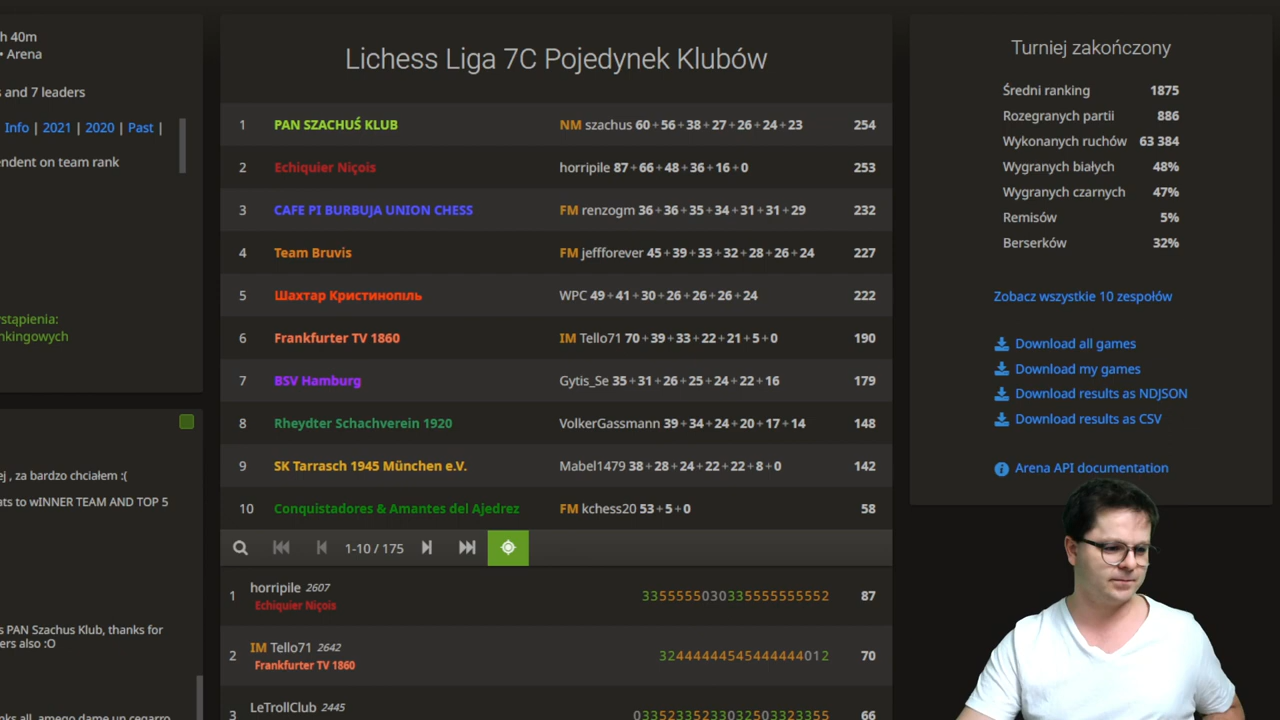 h 40m
• Arena
s and 7 leaders
Info | 2021 | 2020 | Past |
ndent on team rank
ystąpienia:
nkingowych
ej , za bardzo chciałem :(
ats to wINNER TEAM AND TOP 5
s PAN Szachus Klub, thanks for
ers also :O
nks all, amego dame un cegarro
Lichess Liga 7C Pojedynek Klubów
1 PAN SZACHUŚ KLUB NM szachus 60+56+38+27+26+24+23 254
2 Echiquier Niçois horripile 87+66+48+36+16+0 253
3 CAFE PI BURBUJA UNION CHESS FM renzogm 36+36+35+34+31+31+29 232
4 Team Bruvis FM jeffforever 45+39+33+32+28+26+24 227
5 Шахтар Кристинопіль WPC 49+41+30+26+26+26+24 222
6 Frankfurter TV 1860 IM Tello71 70+39+33+22+21+5+0 190
7 BSV Hamburg Gytis_Se 35+31+26+25+24+22+16 179
8 Rheydter Schachverein 1920 VolkerGassmann 39+34+24+20+17+14 148
9 SK Tarrasch 1945 München e.V. Mabel1479 38+28+24+22+22+8+0 142
10 Conquistadores & Amantes del Ajedrez FM kchess20 53+5+0 58
1-10 / 175
1 horripile 2607 33555550303355555555552 87
Echiquier Niçois
2 IM Tello71 2642 32444444545444444012 70
Frankfurter TV 1860
3 LeTrollClub 2445 0335233523303250332 3355 66
Turniej zakończony
Średni ranking 1875
Rozegranych partii 886
Wykonanych ruchów 63 384
Wygranych białych 48%
Wygranych czarnych 47%
Remisów 5%
Berserków 32%
Zobacz wszystkie 10 zespołów
Download all games
Download my games
Download results as NDJSON
Download results as CSV
Arena API documentation